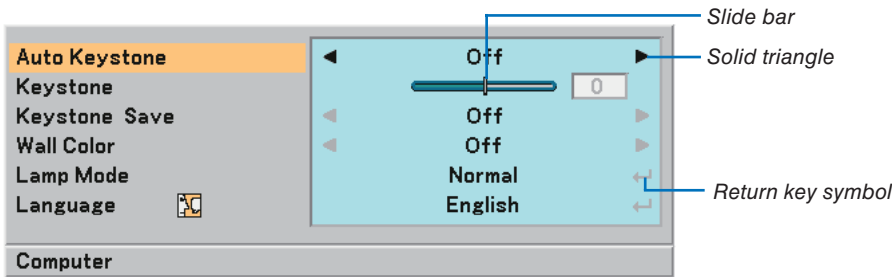 Slide bar
Auto Keystone Off Solid triangle
Keystone 0
Keystone Save Off
Wall Color Off
Lamp Mode Normal
Return key symbol
Language English
Computer